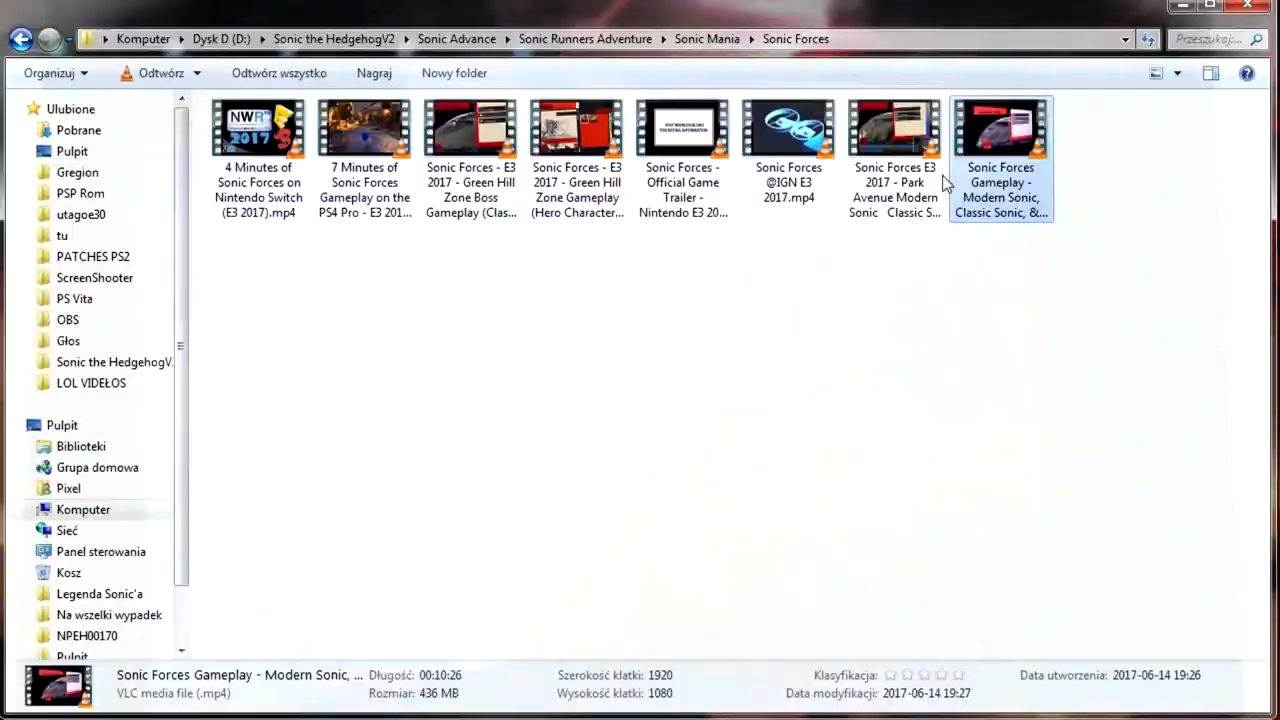 Komputer Dysk D (D:) Sonic the HedgehogV2 Sonic Advance Sonic Runners Adventure Sonic Mania Sonic Forces
Przeszukaj:...
Organizuj Odtwórz Odtwórz wszystko Nagraj Nowy folder
Ulubione
Pobrane
Pulpit
Gregion
PSP Rom
utagoe30
tu
PATCHES PS2
ScreenShooter
PS Vita
OBS
Głos
Sonic the HedgehogV.
LOL VIDEŁOS
Pulpit
Biblioteki
Grupa domowa
Pixel
Komputer
Sieć
Panel sterowania
Kosz
Legenda Sonic'a
Na wszelki wypadek
NPEH00170
Pulpit
NWR
2017
E3
4 Minutes of
Sonic Forces on
Nintendo Switch
(E3 2017).mp4
7 Minutes of
Sonic Forces
Gameplay on the
PS4 Pro - E3 201...
Sonic Forces - E3
2017 - Green Hill
Zone Boss
Gameplay (Clas...
Sonic Forces - E3
2017 - Green Hill
Zone Gameplay
(Hero Character...
Sonic Forces -
Official Game
Trailer -
Nintendo E3 20...
Sonic Forces
@IGN E3
2017.mp4
Sonic Forces E3
2017 - Park
Avenue Modern
Sonic Classic S...
Sonic Forces
Gameplay -
Modern Sonic,
Classic Sonic, &...
Sonic Forces Gameplay - Modern Sonic, ... Długość: 00:10:26 Szerokość klatki: 1920 Klasyfikacja: Data utworzenia: 2017-06-14 19:26
VLC media file (.mp4) Rozmiar: 436 MB Wysokość klatki: 1080 Data modyfikacji: 2017-06-14 19:27